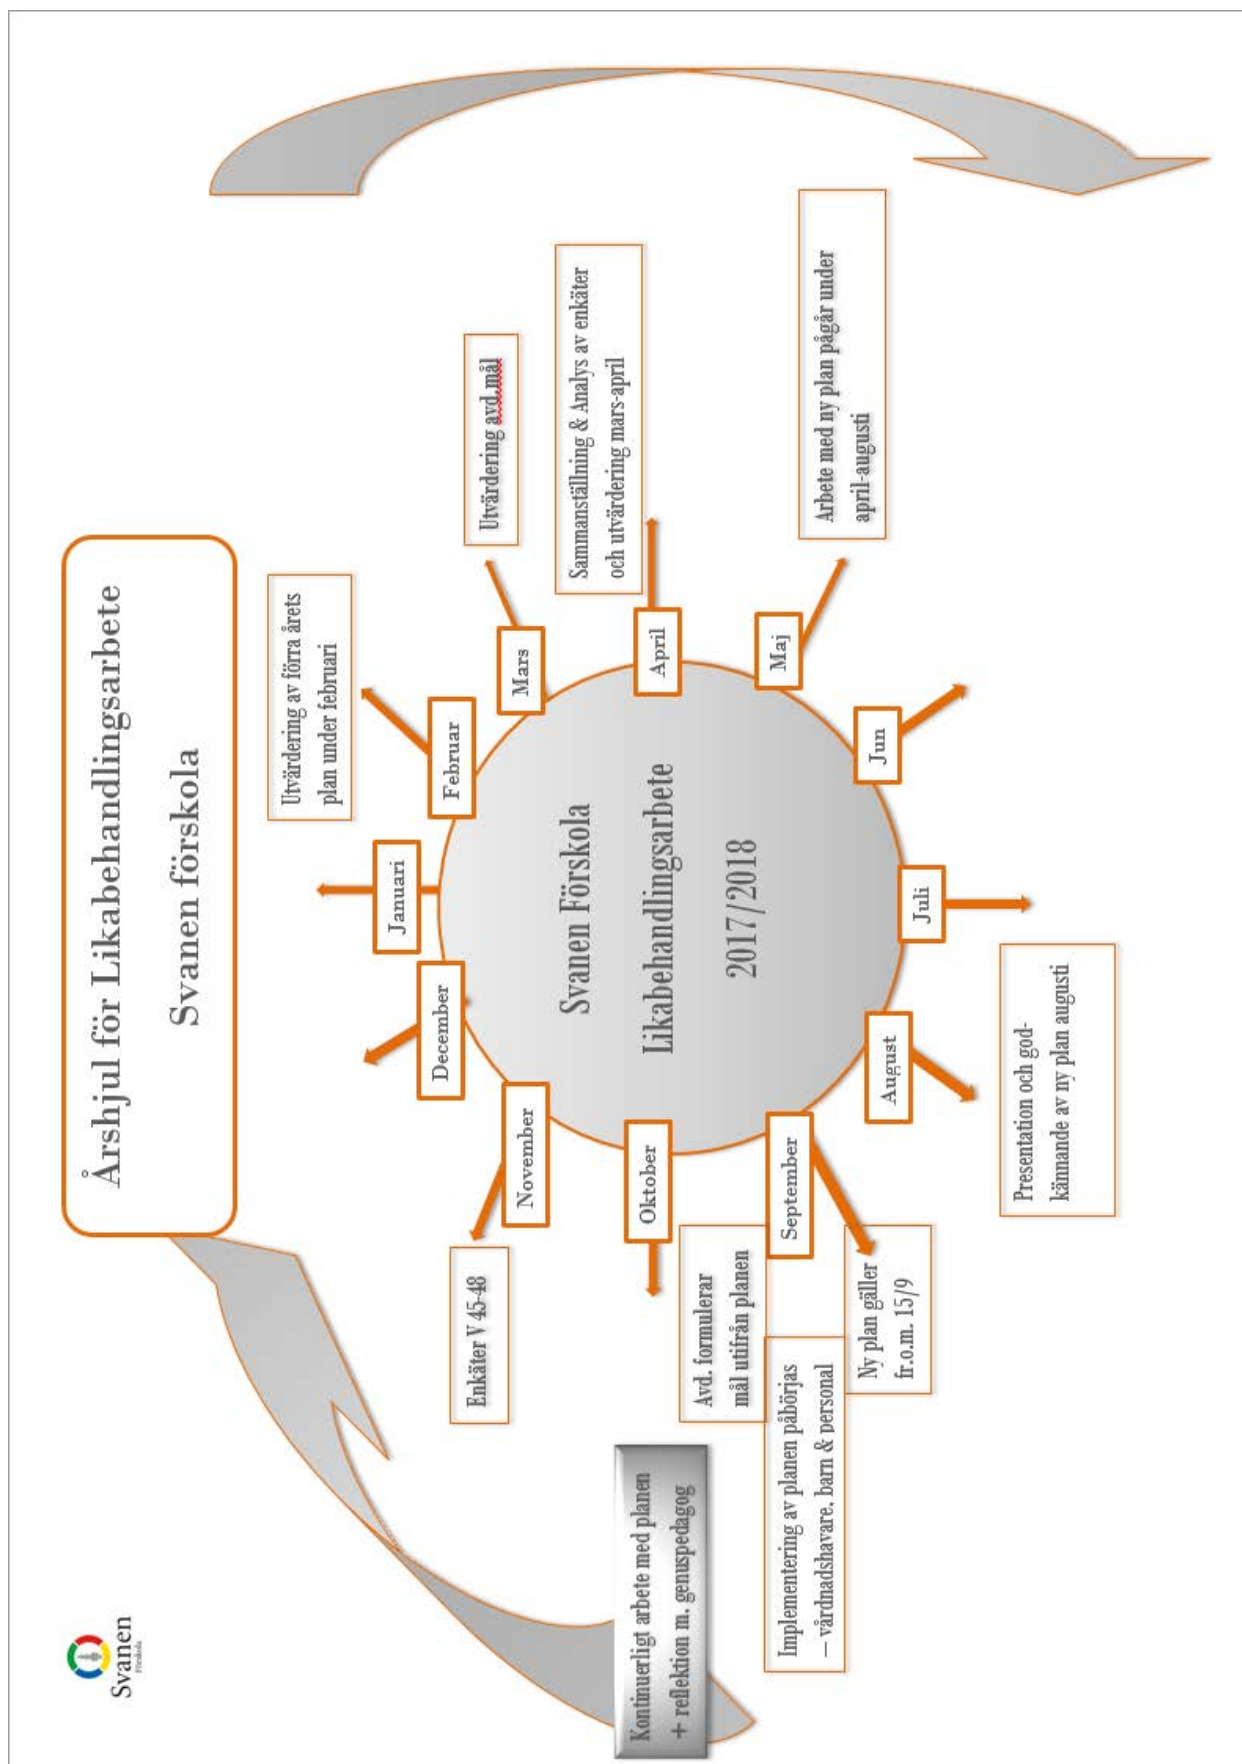 Svanen
Förskola
Årshjul för Likabehandlingsarbete
Svanen förskola
Utvärdering av förra årets
plan under februari
Januari
Februar
Mars
Utvärdering avd.mål
April
Sammanställning & Analys av enkäter
och utvärdering mars-april
Maj
Arbete med ny plan pågår under
april-augusti
Jun
Juli
August
Presentation och god-
kännande av ny plan augusti
September
Ny plan gäller
fr.o.m. 15/9
Implementering av planen påbörjas
– vårdnadshavare, barn & personal
Avd. formulerar
mål utifrån planen
Oktober
November
Enkäter V 45-48
December
Kontinuerligt arbete med planen
+ reflektion m. genuspedagog
Svanen Förskola
Likabehandlingsarbete
2017/2018